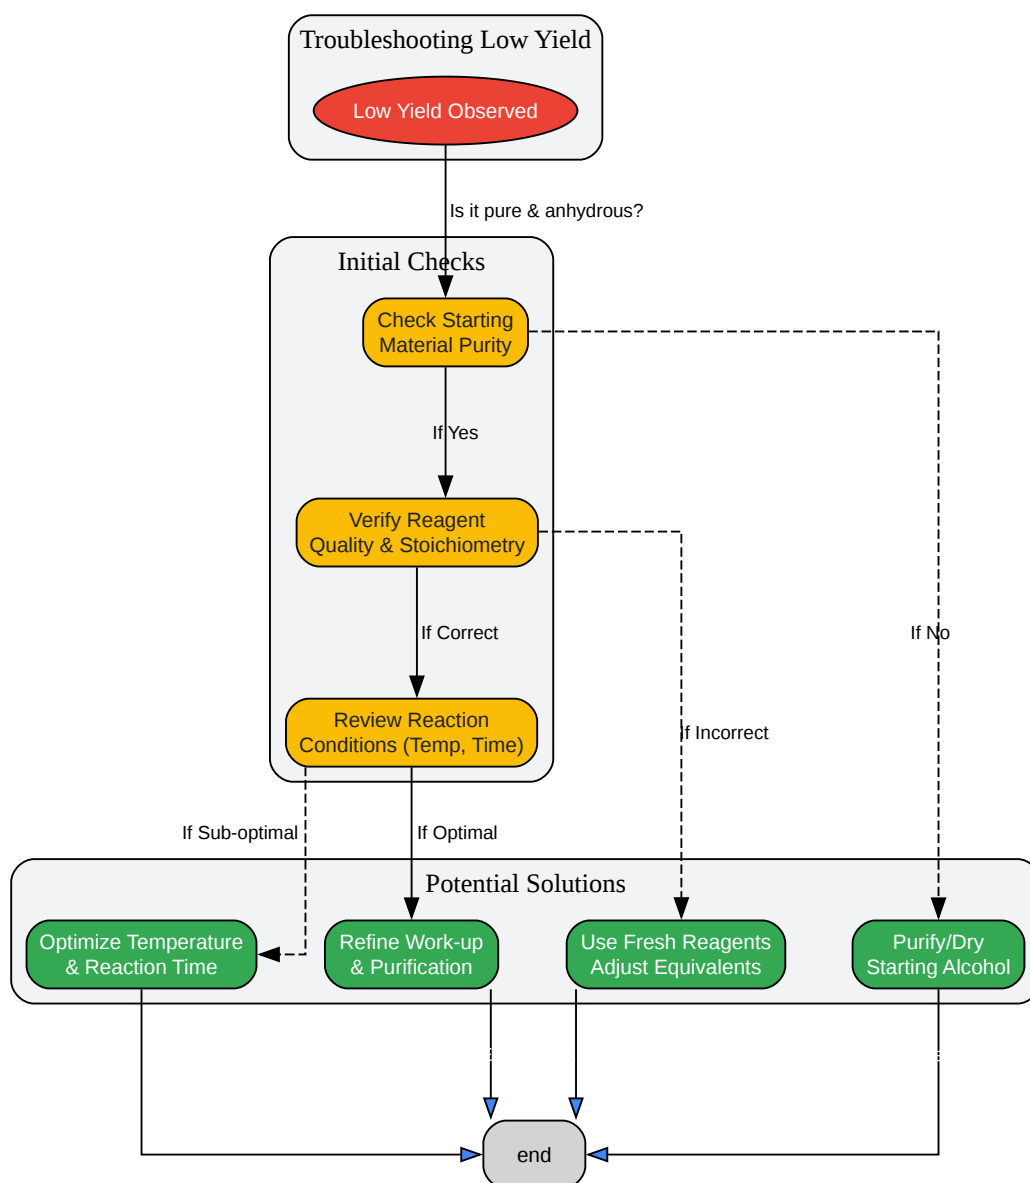 Troubleshooting Low Yield
Low Yield Observed
Is it pure & anhydrous?
Initial Checks
Check Starting
Material Purity
If Yes
Verify Reagent
Quality & Stoichiometry
If Correct
If No
Review Reaction
Conditions (Temp, Time)
If Incorrect
If Sub-optimal
If Optimal
Potential Solutions
Optimize Temperature
& Reaction Time
Refine Work-up
& Purification
Use Fresh Reagents
Adjust Equivalents
Purify/Dry
Starting Alcohol
end